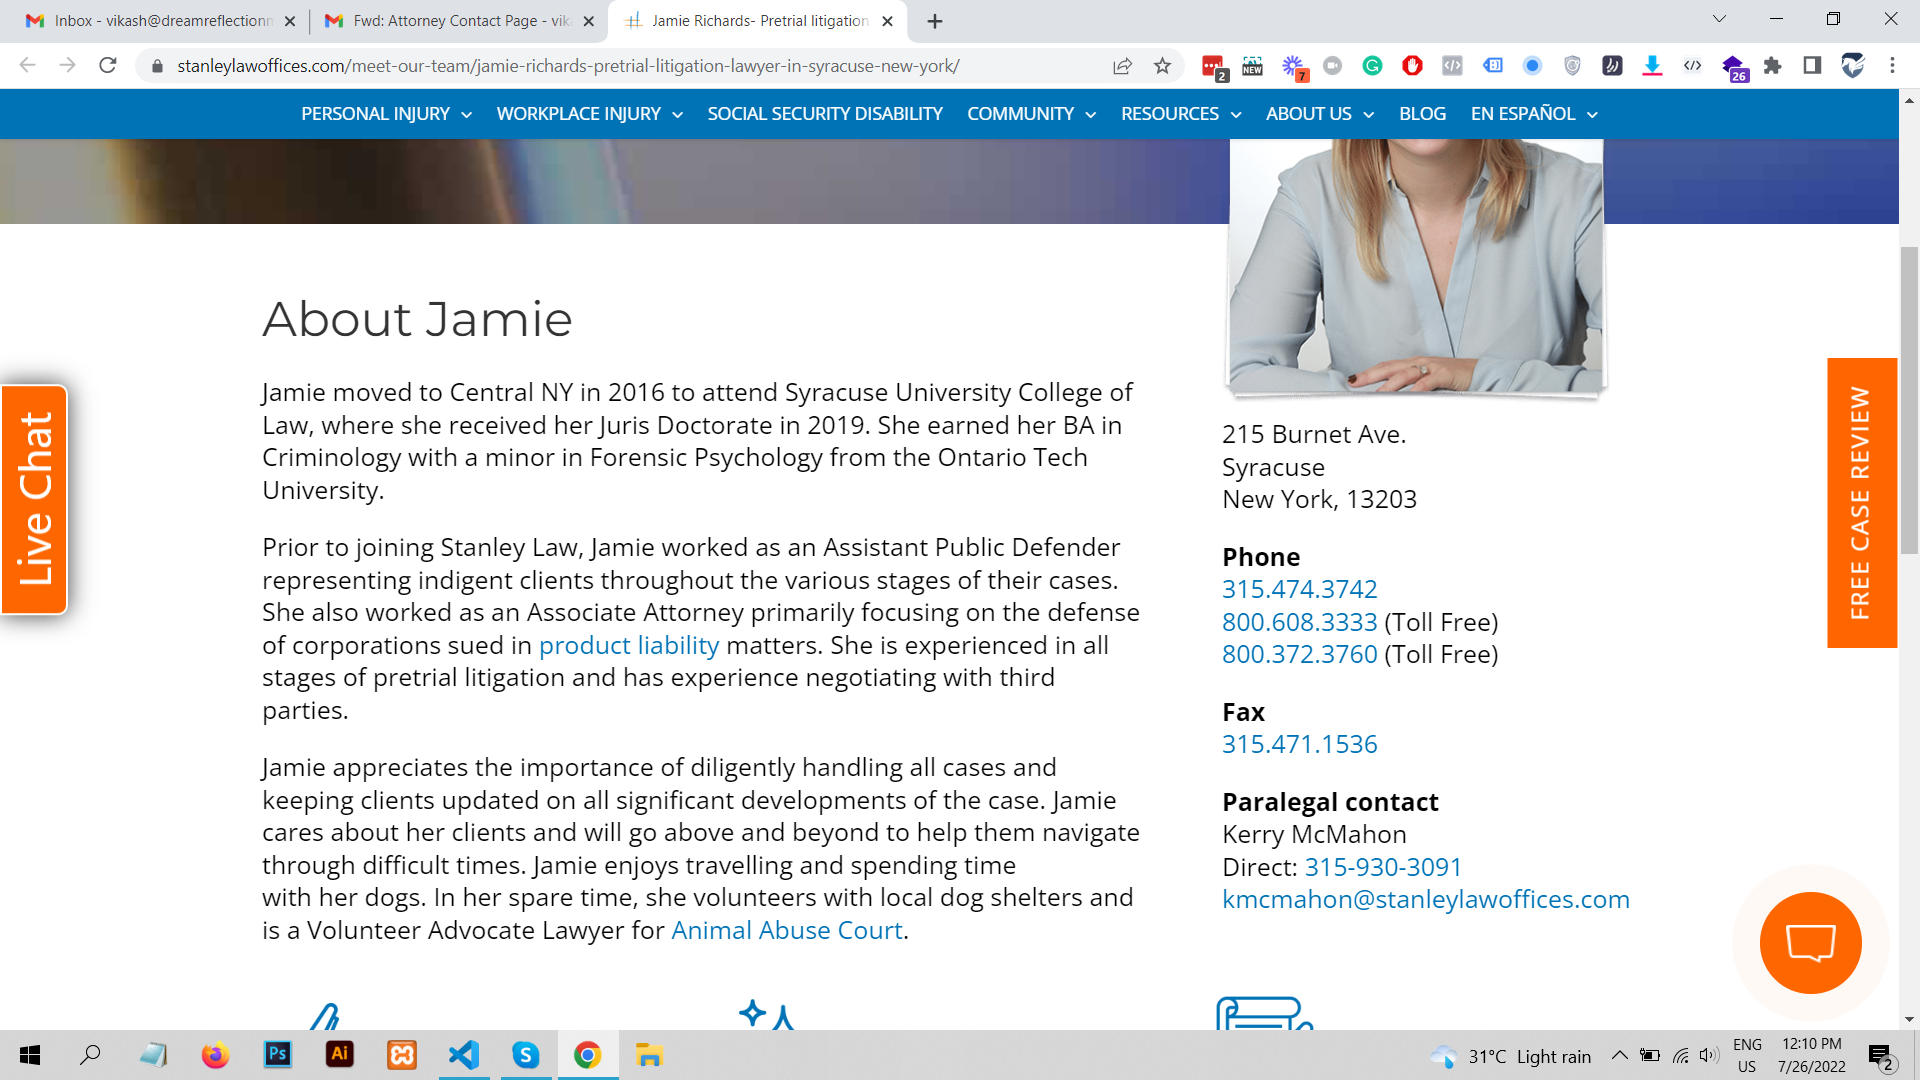 Inbox - vikash@dreamreflectionm
Fwd: Attorney Contact Page - vik
Jamie Richards- Pretrial litigation
stanleylawoffices.com/meet-our-team/jamie-richards-pretrial-litigation-lawyer-in-syracuse-new-york/
2
NEW
7
26
PERSONAL INJURY WORKPLACE INJURY SOCIAL SECURITY DISABILITY COMMUNITY RESOURCES ABOUT US BLOG EN ESPAÑOL
About Jamie
Jamie moved to Central NY in 2016 to attend Syracuse University College of
Law, where she received her Juris Doctorate in 2019. She earned her BA in
Criminology with a minor in Forensic Psychology from the Ontario Tech
University.
Prior to joining Stanley Law, Jamie worked as an Assistant Public Defender
representing indigent clients throughout the various stages of their cases.
She also worked as an Associate Attorney primarily focusing on the defense
of corporations sued in product liability matters. She is experienced in all
stages of pretrial litigation and has experience negotiating with third
parties.
Jamie appreciates the importance of diligently handling all cases and
keeping clients updated on all significant developments of the case. Jamie
cares about her clients and will go above and beyond to help them navigate
through difficult times. Jamie enjoys travelling and spending time
with her dogs. In her spare time, she volunteers with local dog shelters and
is a Volunteer Advocate Lawyer for Animal Abuse Court.
215 Burnet Ave.
Syracuse
New York, 13203
Phone
315.474.3742
800.608.3333 (Toll Free)
800.372.3760 (Toll Free)
Fax
315.471.1536
Paralegal contact
Kerry McMahon
Direct: 315-930-3091
kmcmahon@stanleylawoffices.com
Live Chat
FREE CASE REVIEW
Ps
Ai
31°C Light rain
ENG
US
12:10 PM
7/26/2022
2